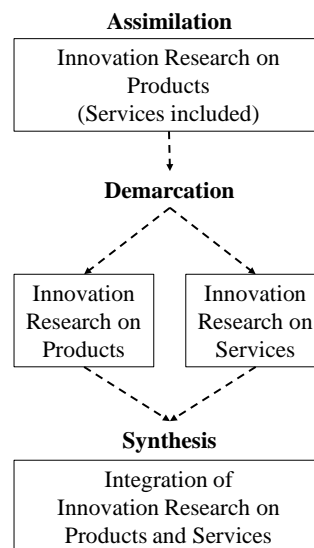 Assimilation
Innovation Research on
Products
(Services included)
Demarcation
Innovation
Research on
Products
Innovation
Research on
Services
Synthesis
Integration of
Innovation Research on
Products and Services